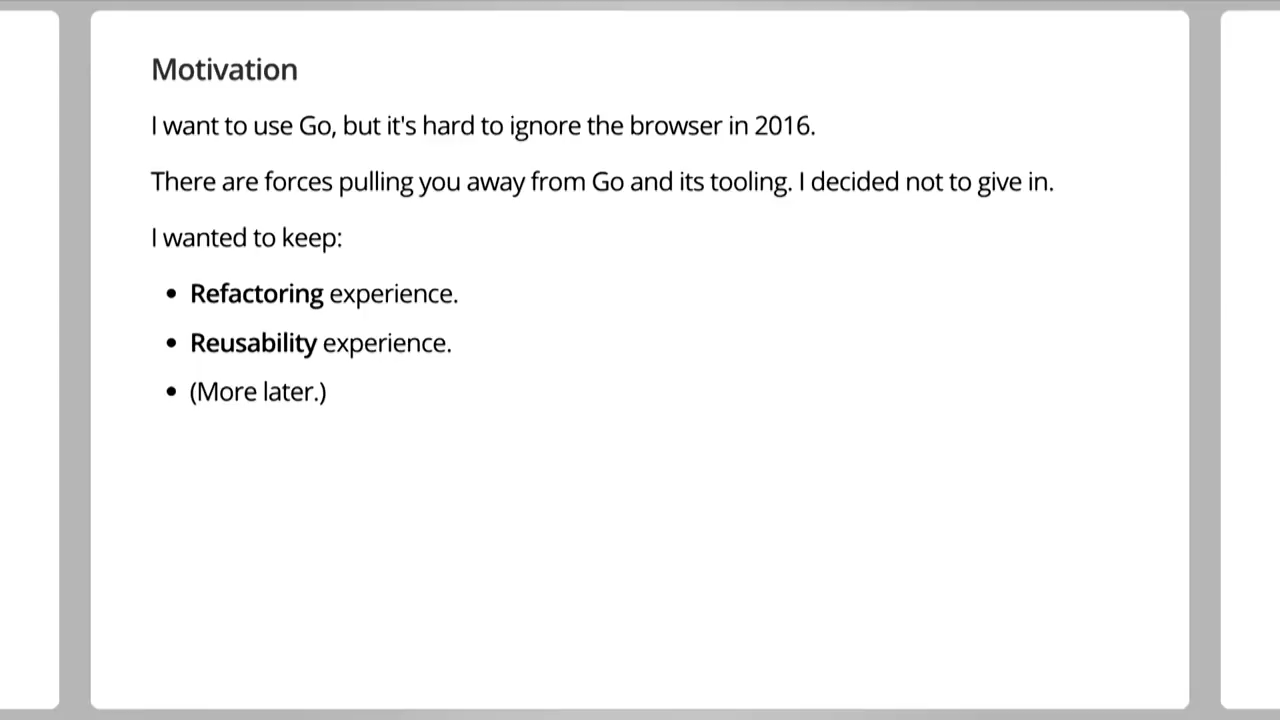 Motivation
I want to use Go, but it's hard to ignore the browser in 2016.
There are forces pulling you away from Go and its tooling. I decided not to give in.
I wanted to keep:
• Refactoring experience.
• Reusability experience.
• (More later.)